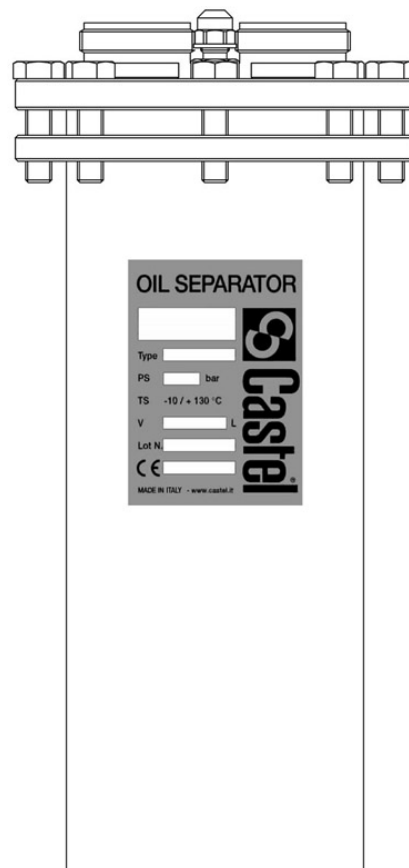 OIL SEPARATOR
Type
PS bar
TS -10 / + 130 °C
V L
Lot N.
CE
MADE IN ITALY - www.castel.it
Castel®